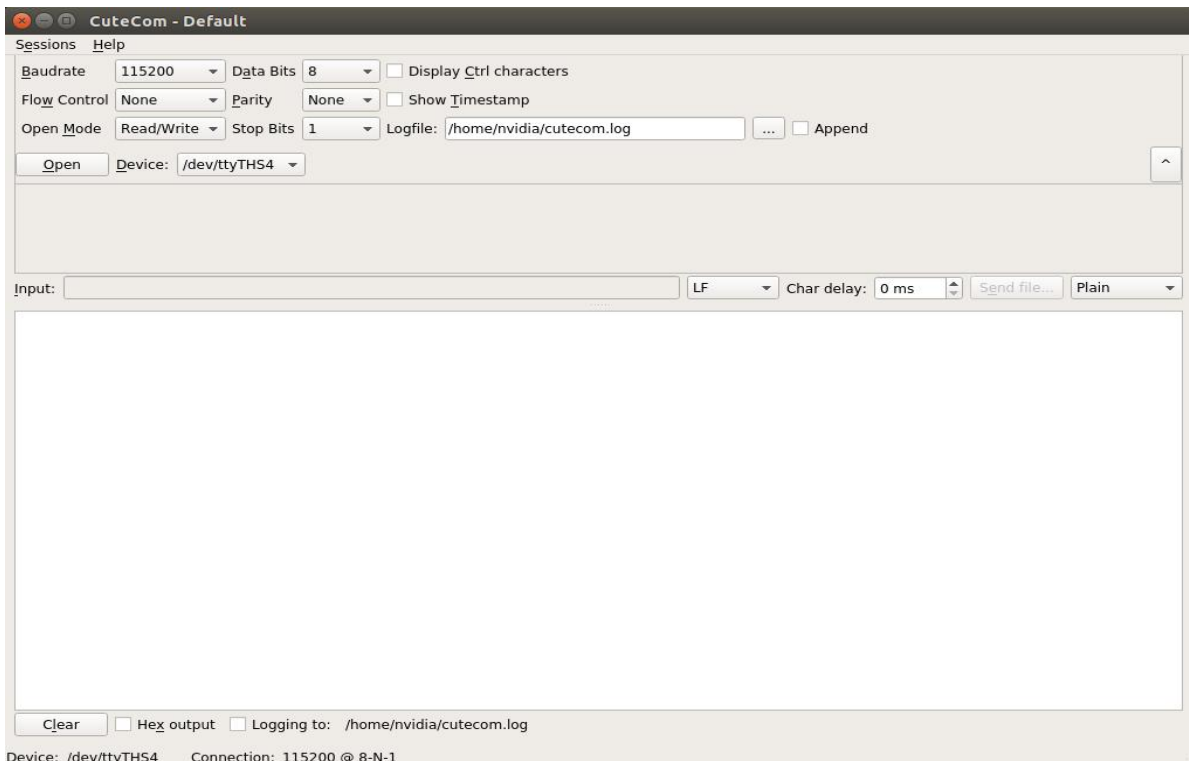 CuteCom - Default
Sessions Help
Baudrate 115200 Data Bits 8 Display Ctrl characters
Flow Control None Parity None Show Timestamp
Open Mode Read/Write Stop Bits 1 Logfile: /home/nvidia/cutecom.log ... Append
Open Device: /dev/ttyTHS4 ^
Input: LF Char delay: 0 ms Send file... Plain
Clear Hex output Logging to: /home/nvidia/cutecom.log
Device: /dev/ttyTHS4 Connection: 115200 @ 8-N-1